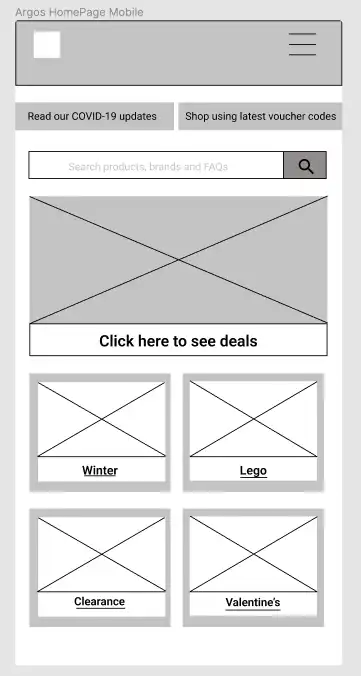 Argos HomePage Mobile
Read our COVID-19 updates
Shop using latest voucher codes
Search products, brands and FAQs
Click here to see deals
Winter
Lego
Clearance
Valentine's